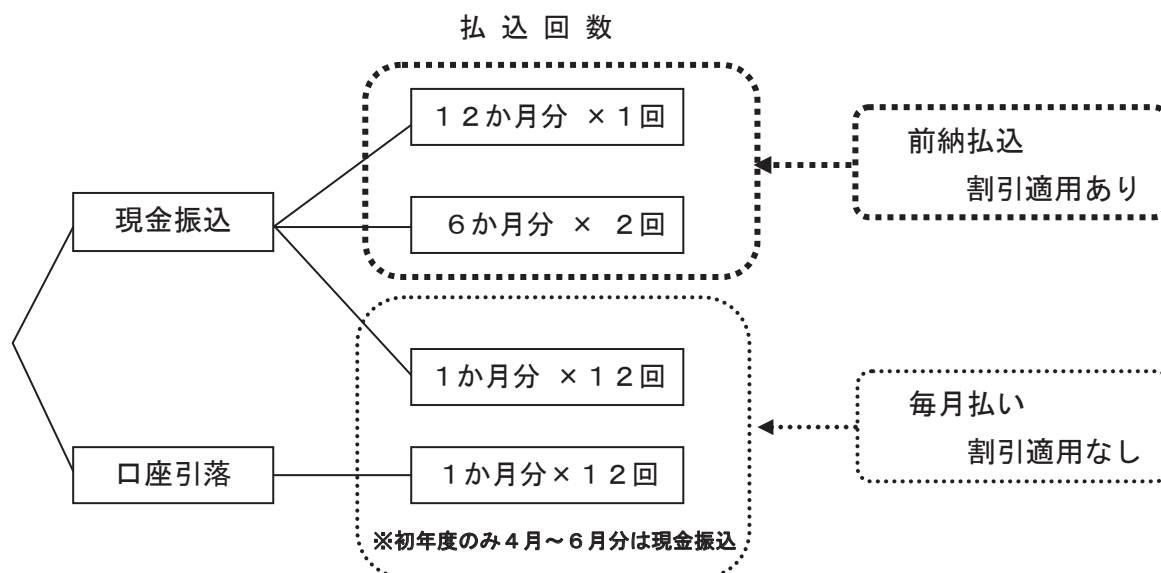 払込回数
１２か月分 ×１回
前納払込
割引適用あり
現金振込
６か月分 × ２回
１か月分 ×１２回
毎月払い
割引適用なし
口座引落
１か月分×１２回
※初年度のみ４月～６月分は現金振込